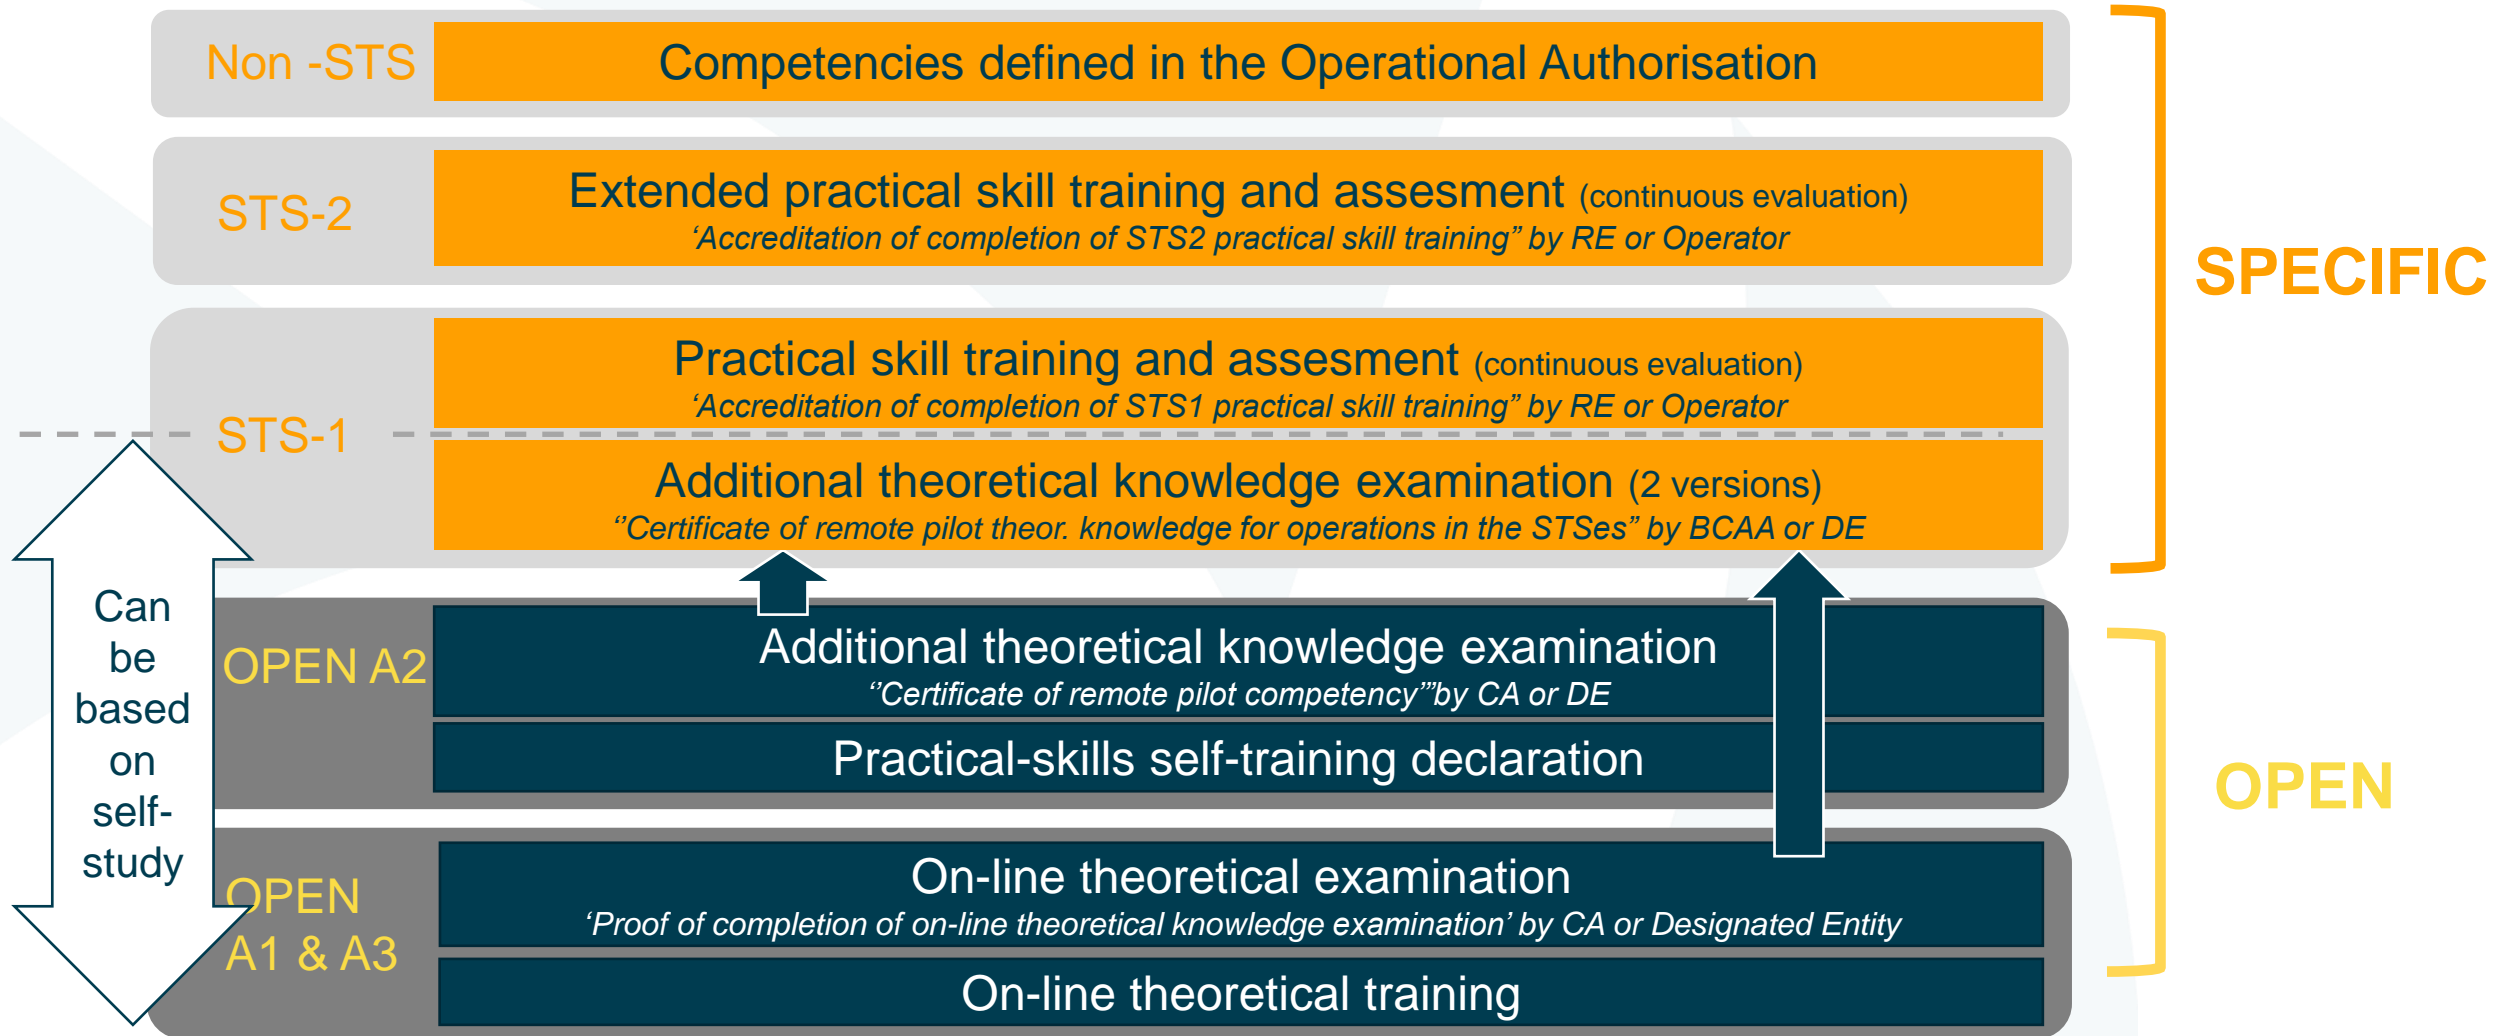 Non -STS
Competencies defined in the Operational Authorisation
STS-2
Extended practical skill training and assesment (continuous evaluation)
‘Accreditation of completion of STS2 practical skill training” by RE or Operator
SPECIFIC
STS-1
Practical skill training and assesment (continuous evaluation)
‘Accreditation of completion of STS1 practical skill training” by RE or Operator
Additional theoretical knowledge examination (2 versions)
‘’Certificate of remote pilot theor. knowledge for operations in the STSes” by BCAA or DE
Can
be
based
on
self-
study
OPEN A2
Additional theoretical knowledge examination
‘’Certificate of remote pilot competency’”by CA or DE
Practical-skills self-training declaration
OPEN
OPEN
A1 & A3
On-line theoretical examination
‘Proof of completion of on-line theoretical knowledge examination’ by CA or Designated Entity
On-line theoretical training